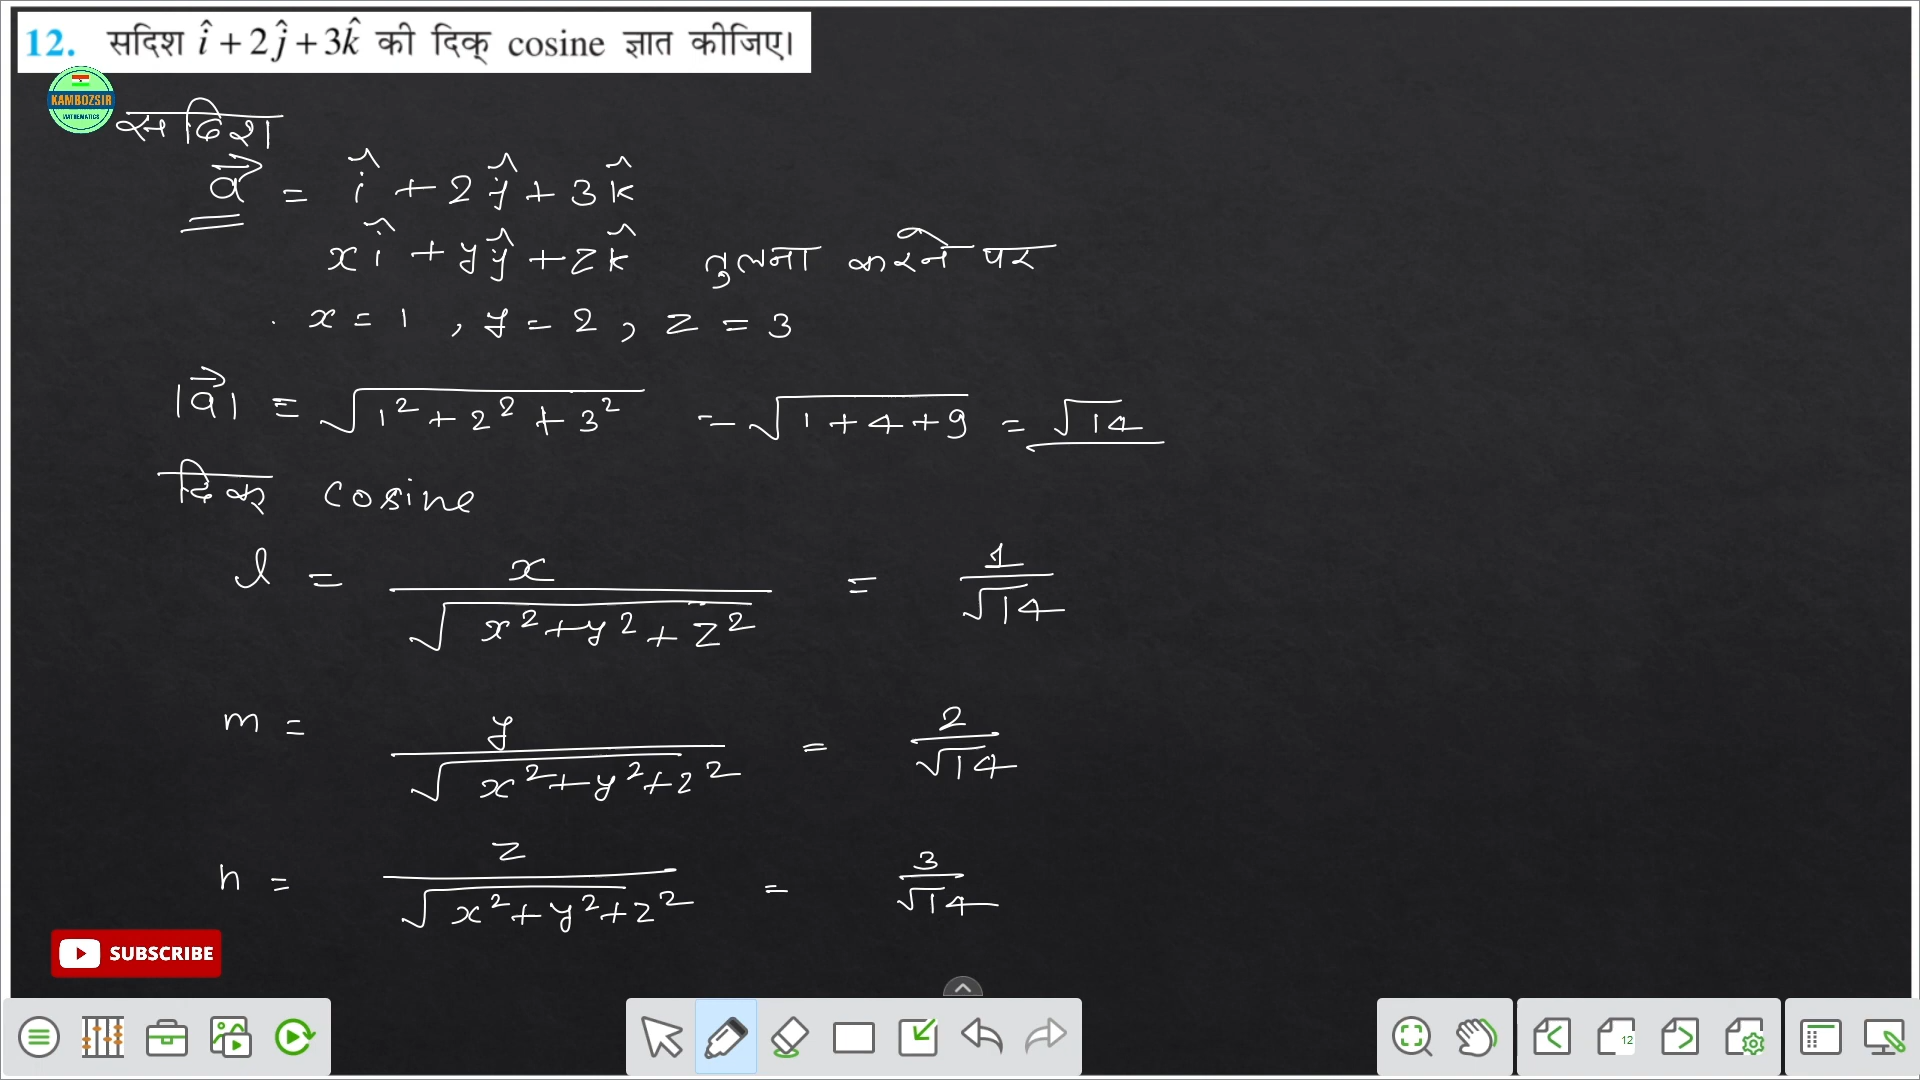 12. सदिश î + 2ĵ + 3k̂ की दिक् cosine ज्ञात कीजिए।
KAMBOZSIR
MATHEMATICS
सदिश
a⃗ = î + 2ĵ + 3k̂
xî + yĵ + zk̂ तुलना करने पर
x = 1, y = 2, z = 3
|a⃗| = √(1² + 2² + 3²) = √(1 + 4 + 9) = √14
दिक cosine
l = x / √(x² + y² + z²) = 1 / √14
m = y / √(x² + y² + z²) = 2 / √14
n = z / √(x² + y² + z²) = 3 / √14
SUBSCRIBE
12